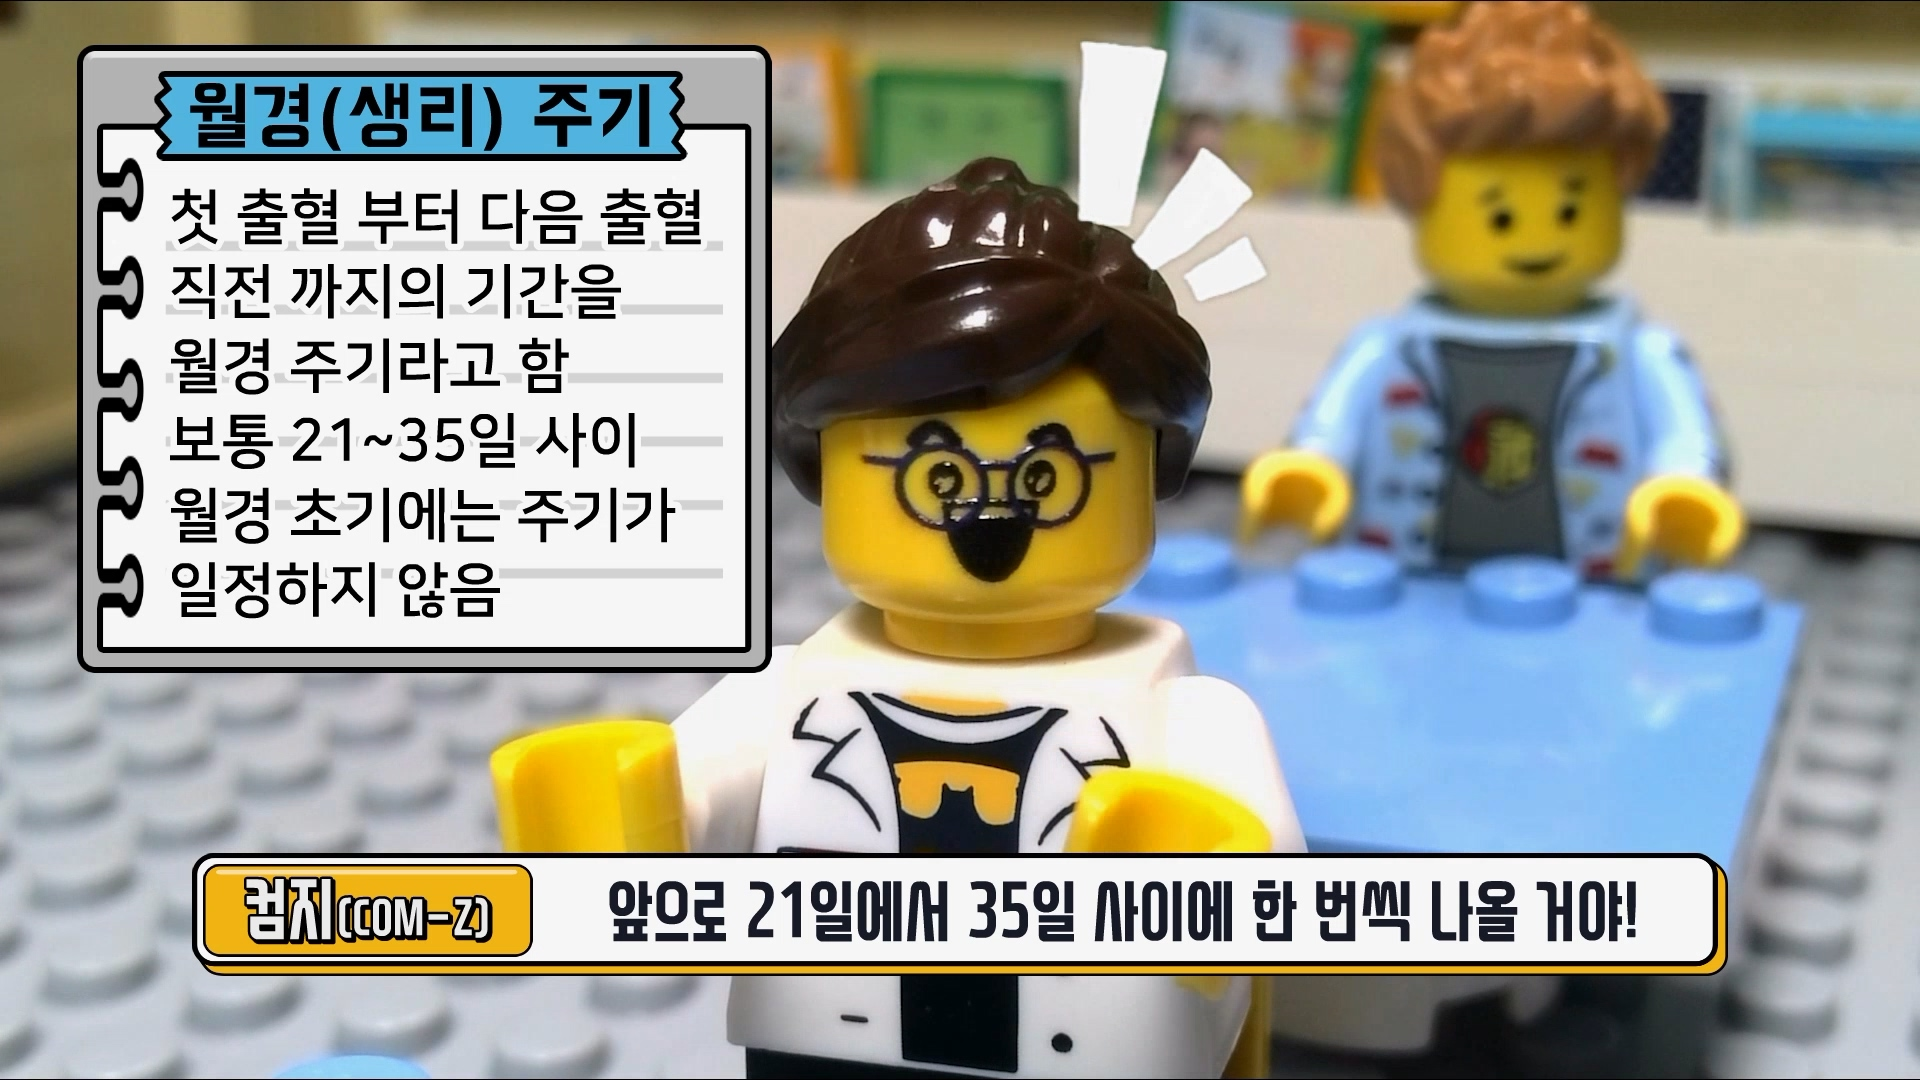 월경(생리) 주기
첫 출혈 부터 다음 출혈
직전 까지의 기간을
월경 주기라고 함
보통 21~35일 사이
월경 초기에는 주기가
일정하지 않음
컴지(COM-Z)
앞으로 21일에서 35일 사이에 한 번씩 나올 거야!